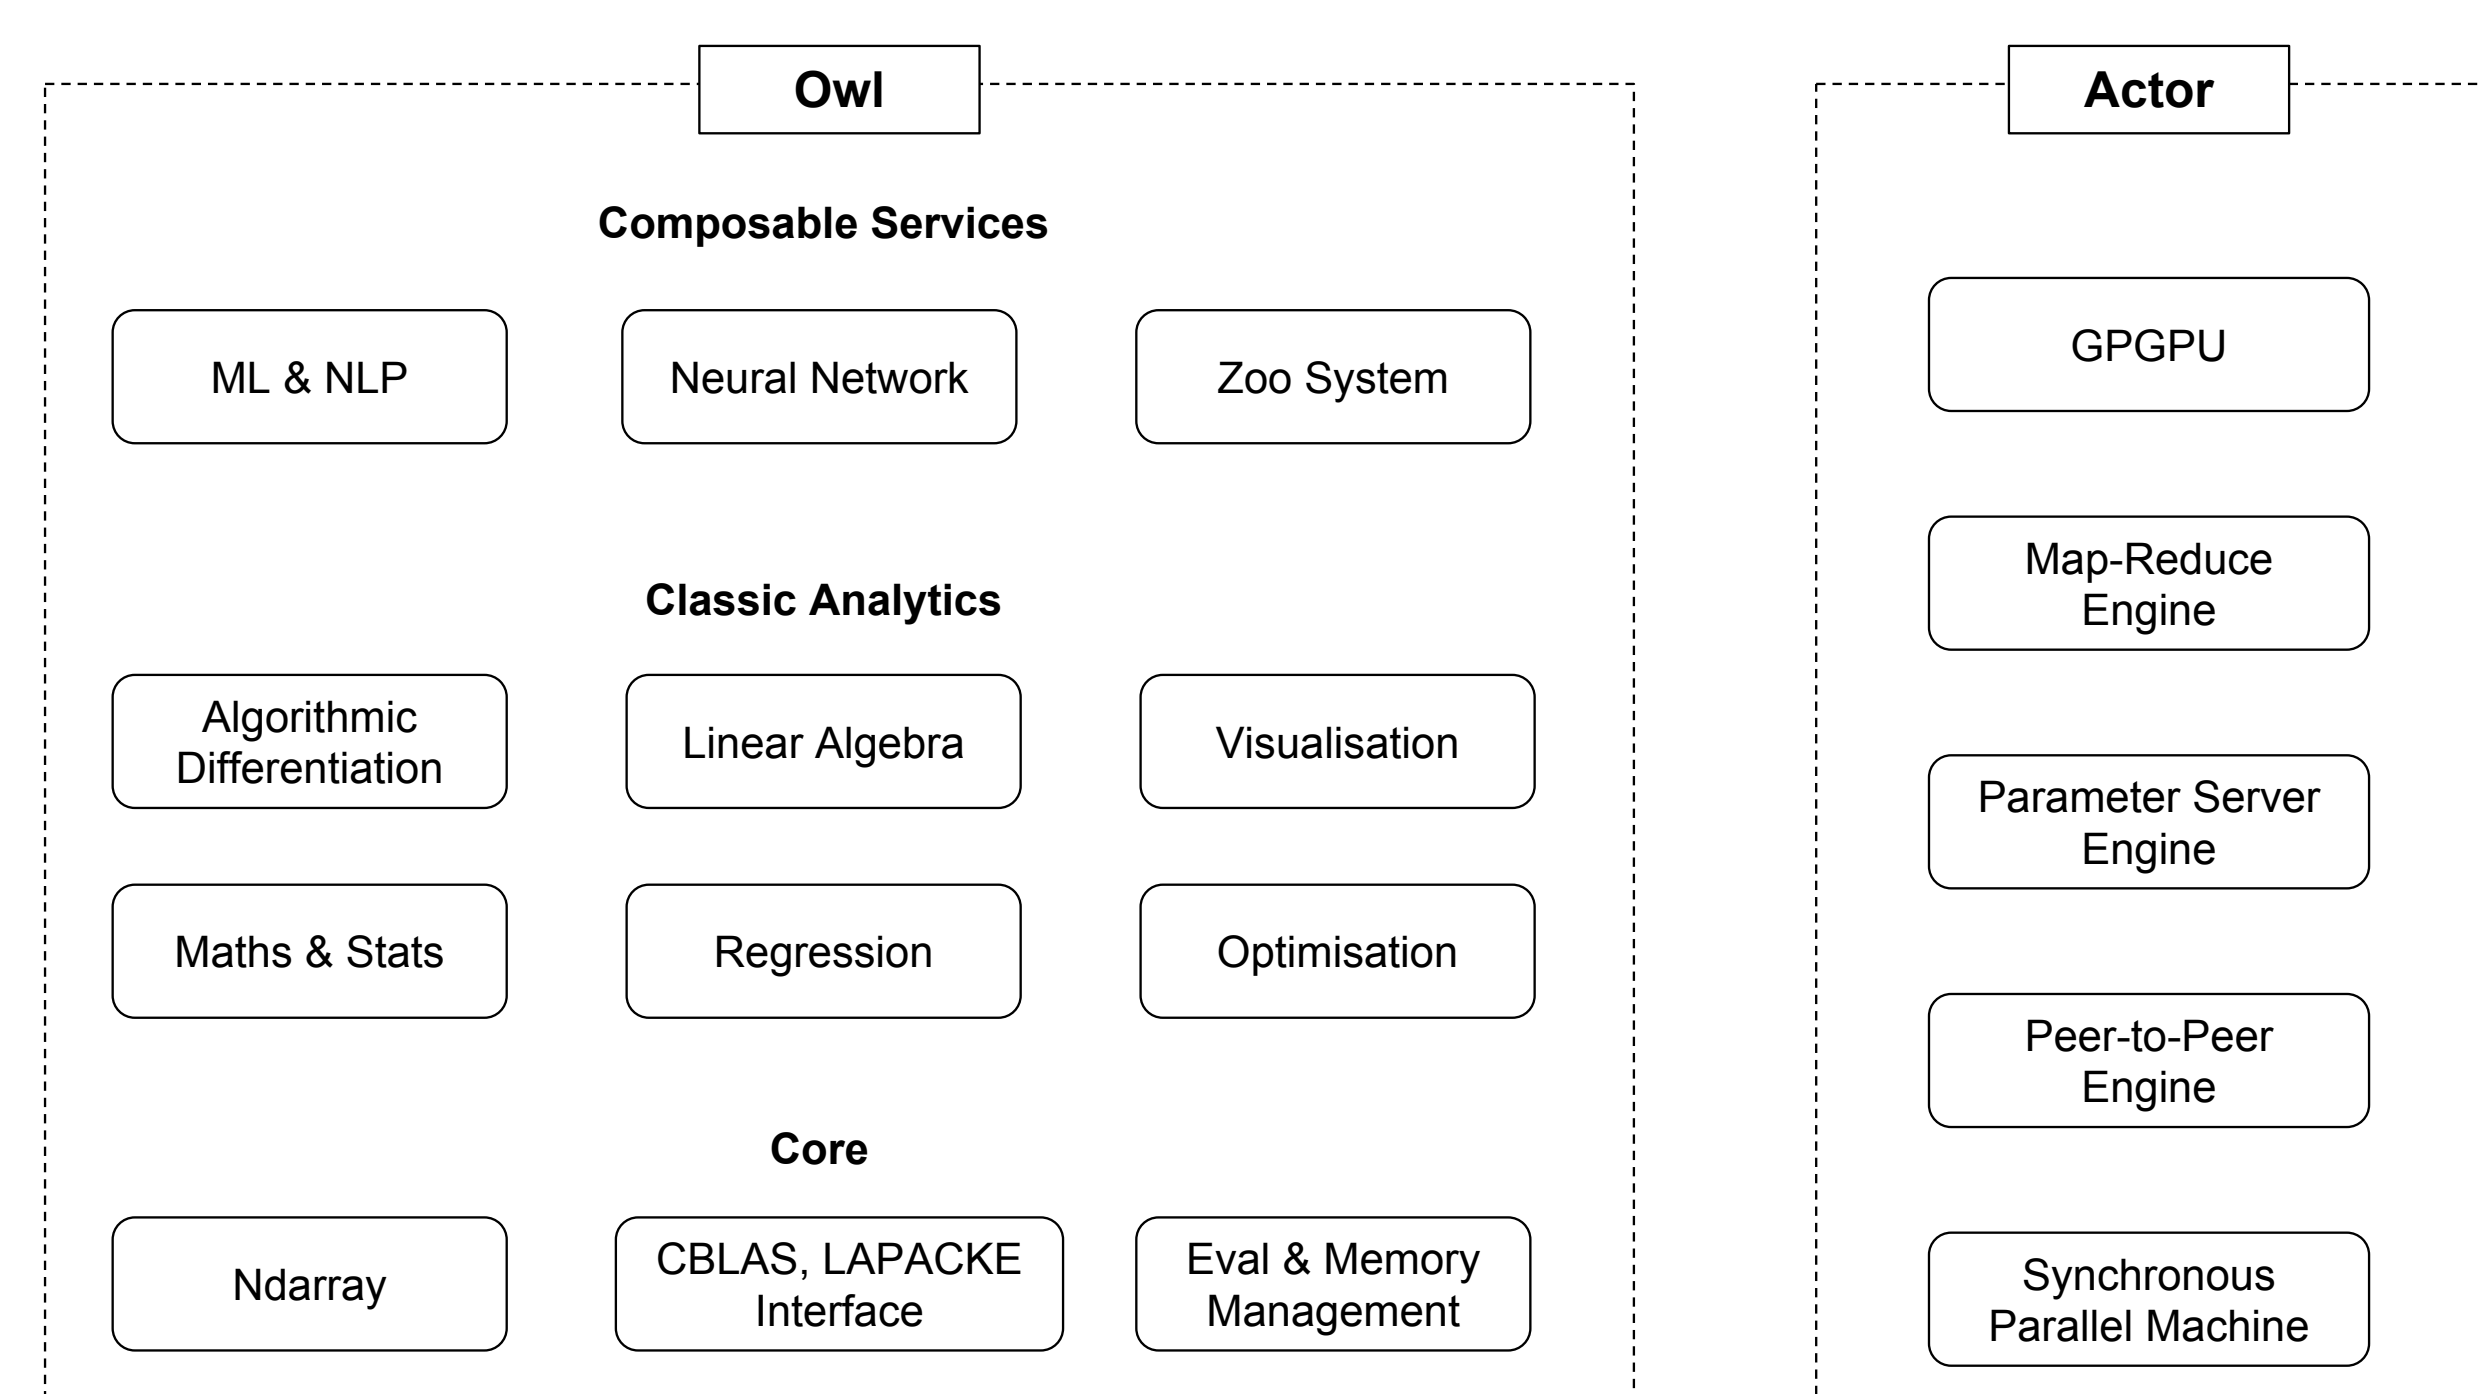 Owl
Composable Services
ML & NLP
Neural Network
Zoo System
Classic Analytics
Algorithmic
Differentiation
Linear Algebra
Visualisation
Maths & Stats
Regression
Optimisation
Core
Ndarray
CBLAS, LAPACKE
Interface
Eval & Memory
Management
Actor
GPGPU
Map-Reduce
Engine
Parameter Server
Engine
Peer-to-Peer
Engine
Synchronous
Parallel Machine